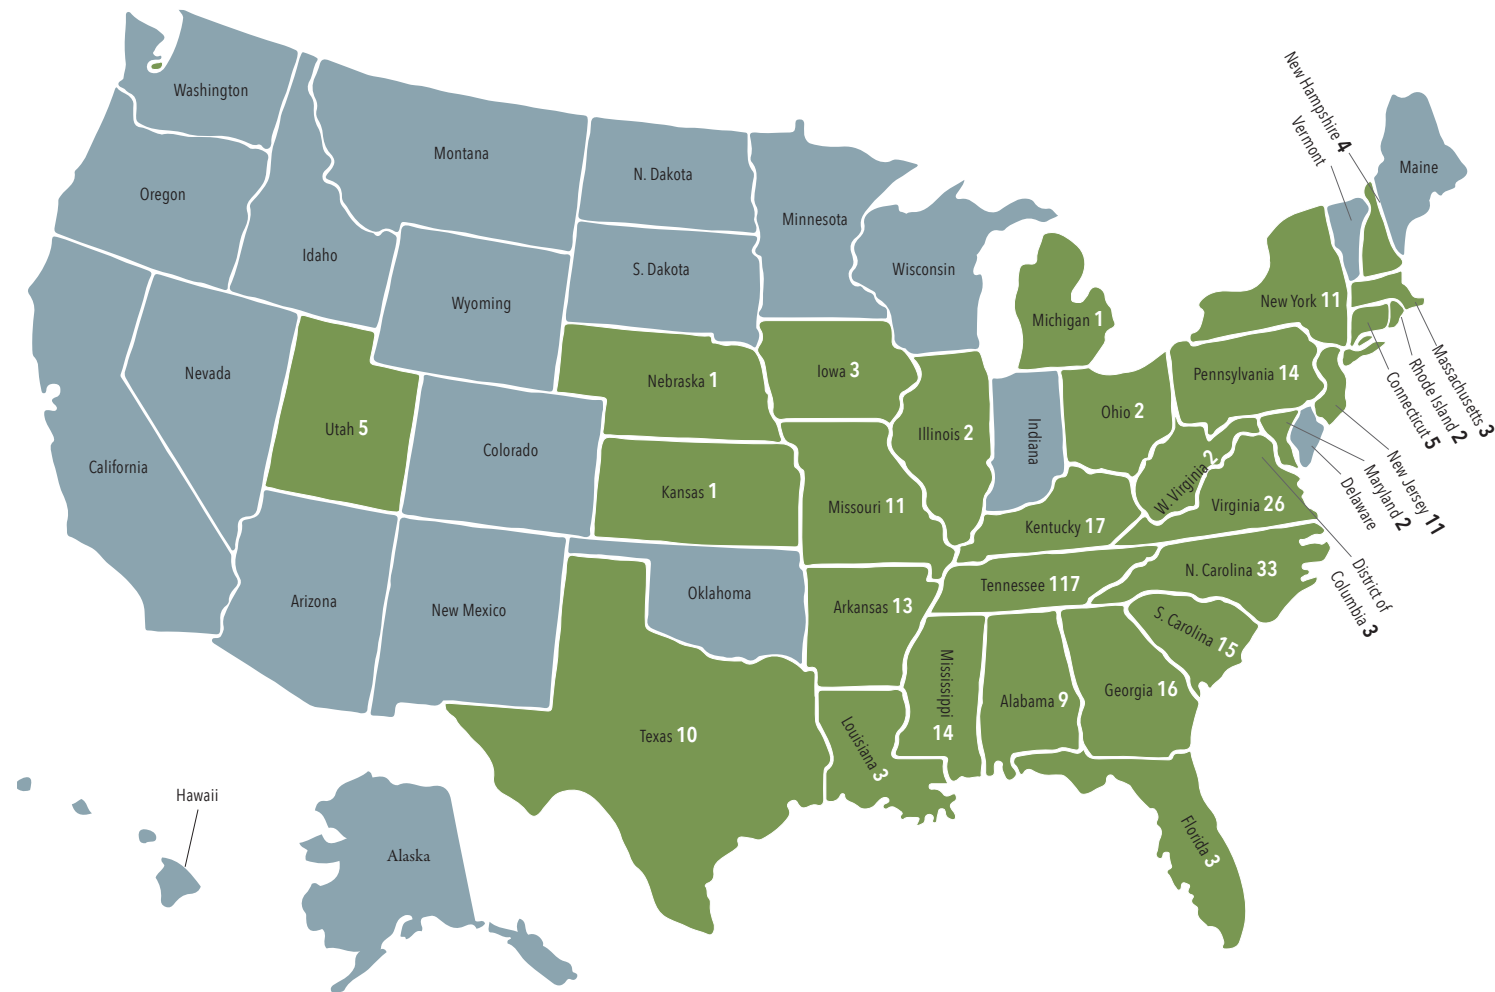 Washington
Oregon
California
Nevada
Idaho
Montana
Wyoming
Utah 5
Colorado
Arizona
New Mexico
N. Dakota
S. Dakota
Nebraska 1
Kansas 1
Oklahoma
Texas 10
Minnesota
Iowa 3
Missouri 11
Arkansas 13
Louisiana 3
Wisconsin
Illinois 2
Michigan 1
Indiana
Ohio 2
Kentucky 17
Tennessee 117
Mississippi
14
Alabama 9
Georgia 16
Florida 3
S. Carolina 15
N. Carolina 33
Virginia 26
W. Virginia 2
Pennsylvania 14
New York 11
New Hampshire 4
Vermont
Maine
Massachusetts 3
Rhode Island 2
Connecticut 5
New Jersey 11
Maryland 2
Delaware
District of
Columbia 3
Hawaii
Alaska